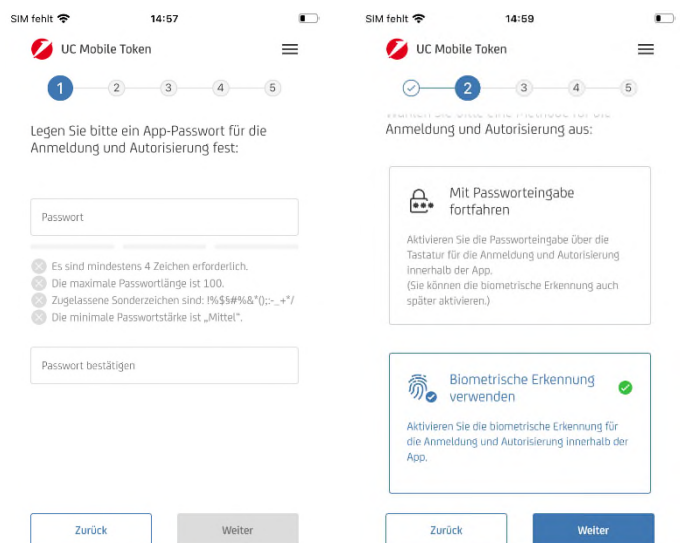 SIM fehlt 14:57
UC Mobile Token
1 2 3 4 5
Legen Sie bitte ein App-Passwort für die
Anmeldung und Autorisierung fest:
Passwort
Es sind mindestens 4 Zeichen erforderlich.
Die maximale Passwortlänge ist 100.
Zugelassene Sonderzeichen sind: !%$§#%&*();:-_+*/
Die minimale Passwortstärke ist „Mittel“.
Passwort bestätigen
Zurück Weiter
SIM fehlt 14:59
UC Mobile Token
2 3 4 5
Anmeldung und Autorisierung aus:
Mit Passworteingabe
fortfahren
Aktivieren Sie die Passworteingabe über die
Tastatur für die Anmeldung und Autorisierung
innerhalb der App.
(Sie können die biometrische Erkennung auch
später aktivieren.)
Biometrische Erkennung
verwenden
Aktivieren Sie die biometrische Erkennung für
die Anmeldung und Autorisierung innerhalb der
App.
Zurück Weiter